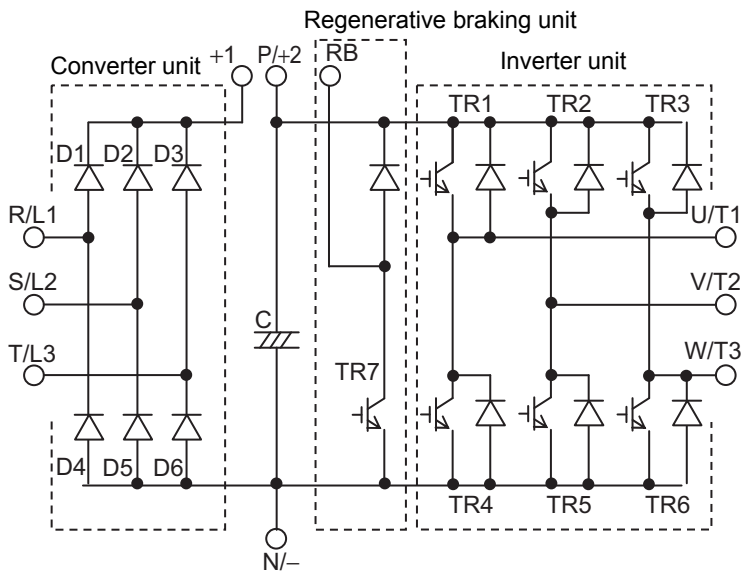 Regenerative braking unit
Converter unit
+1
P/+2
RB
Inverter unit
TR1
TR2
TR3
D1
D2
D3
R/L1
U/T1
S/L2
V/T2
C
T/L3
TR7
W/T3
D4
D5
D6
TR4
TR5
TR6
N/−